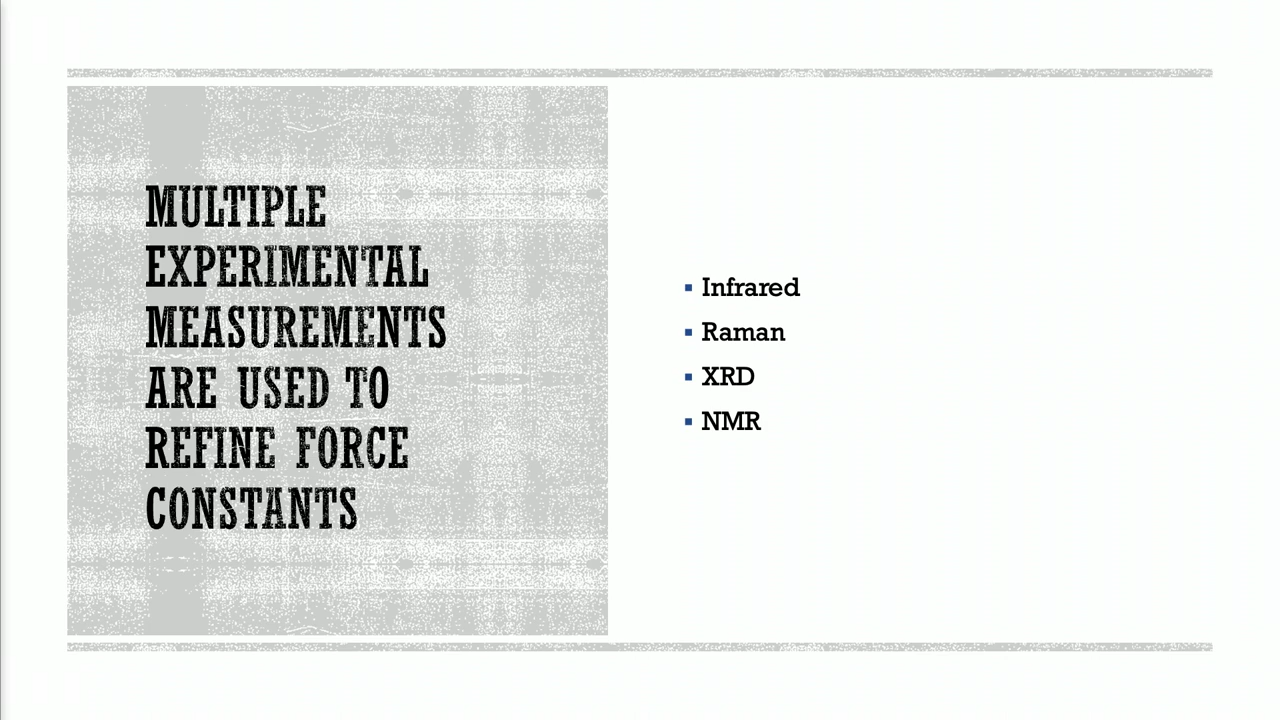 MULTIPLE
EXPERIMENTAL
MEASUREMENTS
ARE USED TO
REFINE FORCE
CONSTANTS
▪ Infrared
▪ Raman
▪ XRD
▪ NMR